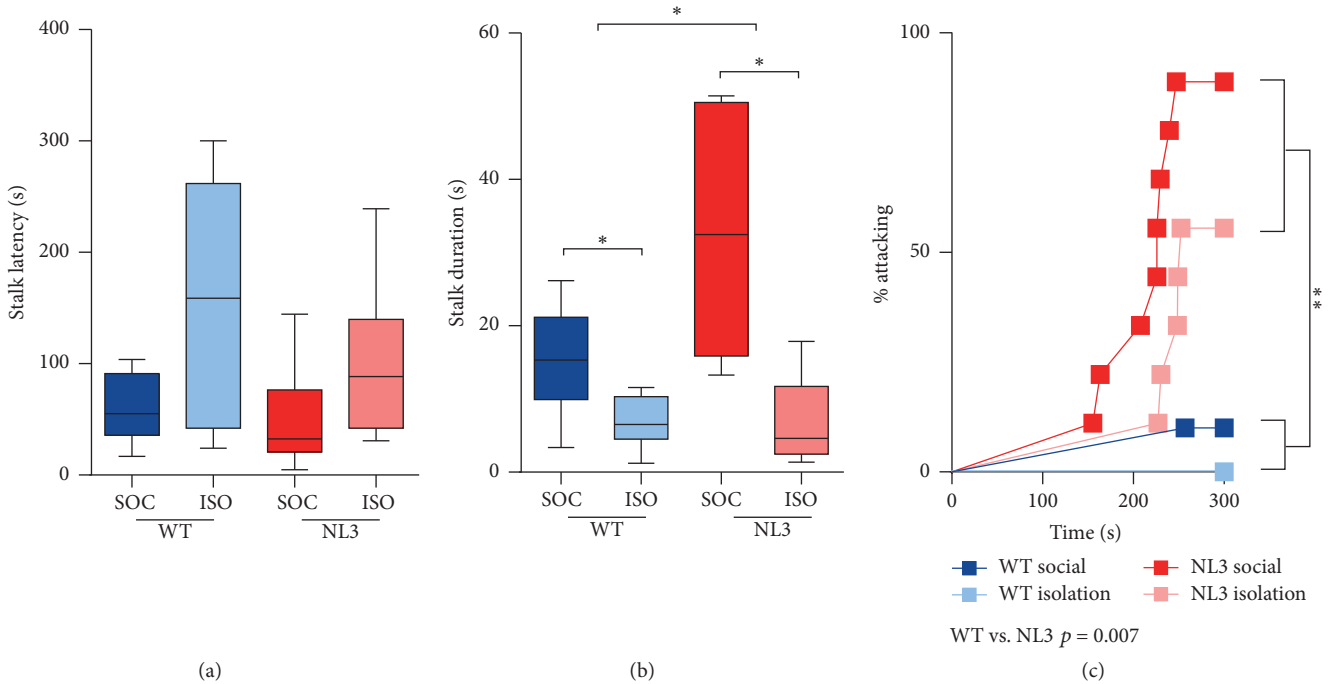 400
300
200
100
0
Stalk latency (s)
SOC ISO SOC ISO
WT NL3
(a)
60
40
20
0
Stalk duration (s)
*
*
*
SOC ISO SOC ISO
WT NL3
(b)
100
50
0
% attacking
**
0 100 200 300
Time (s)
WT social NL3 social
WT isolation NL3 isolation
WT vs. NL3 p = 0.007
(c)